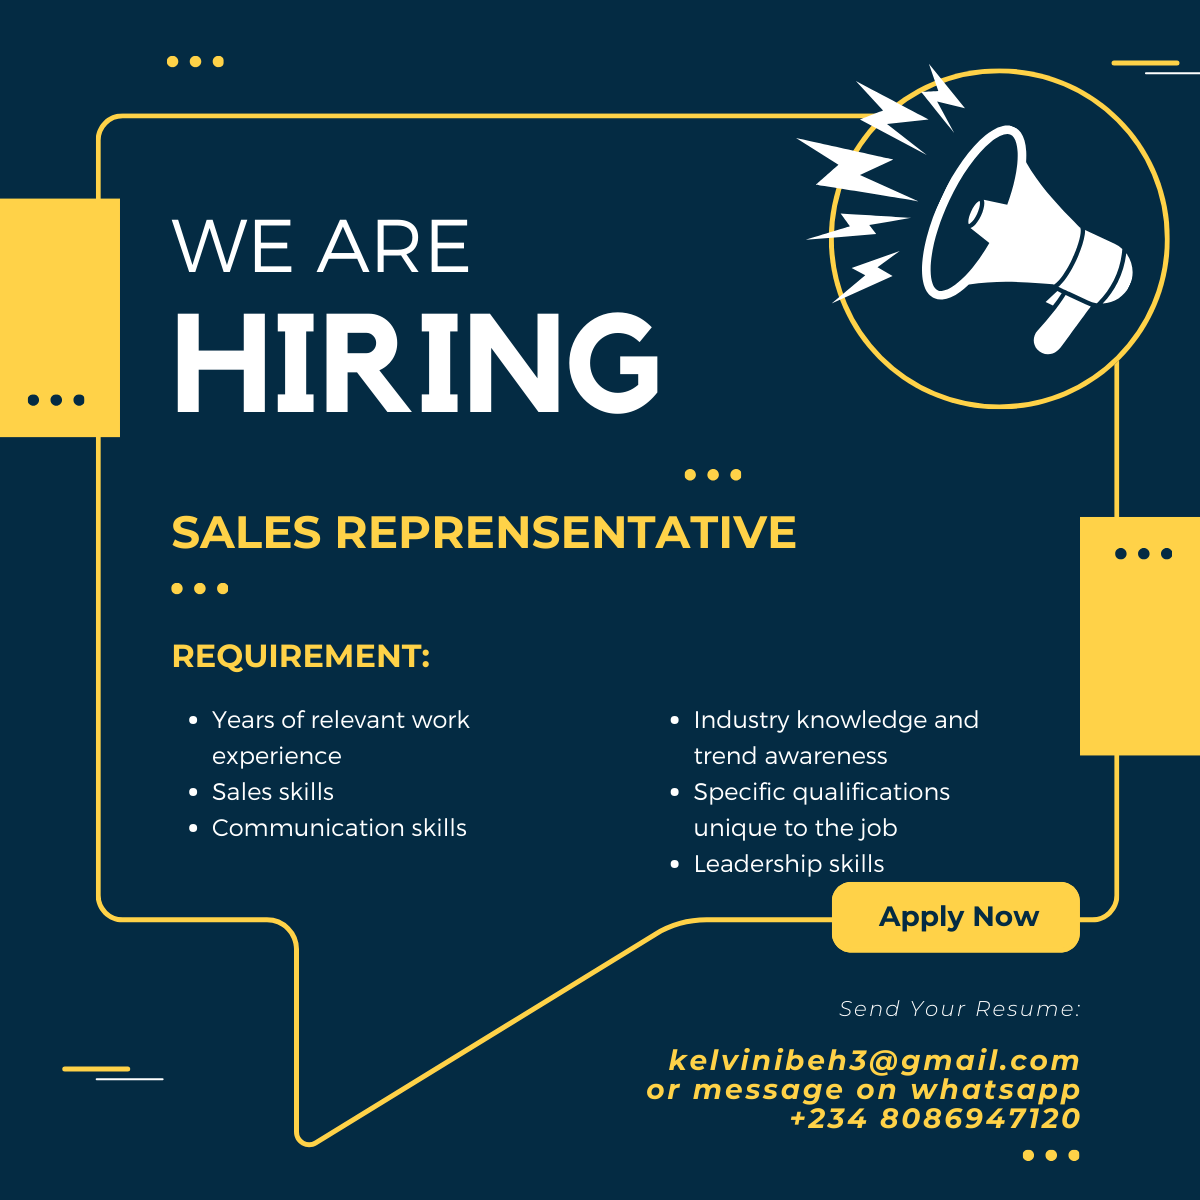 WE ARE
HIRING
SALES REPRENSENTATIVE
REQUIREMENT:
• Years of relevant work
experience
• Sales skills
• Communication skills
• Industry knowledge and
trend awareness
• Specific qualifications
unique to the job
• Leadership skills
Apply Now
Send Your Resume:
kelvinibeh3@gmail.com
or message on whatsapp
+234 8086947120